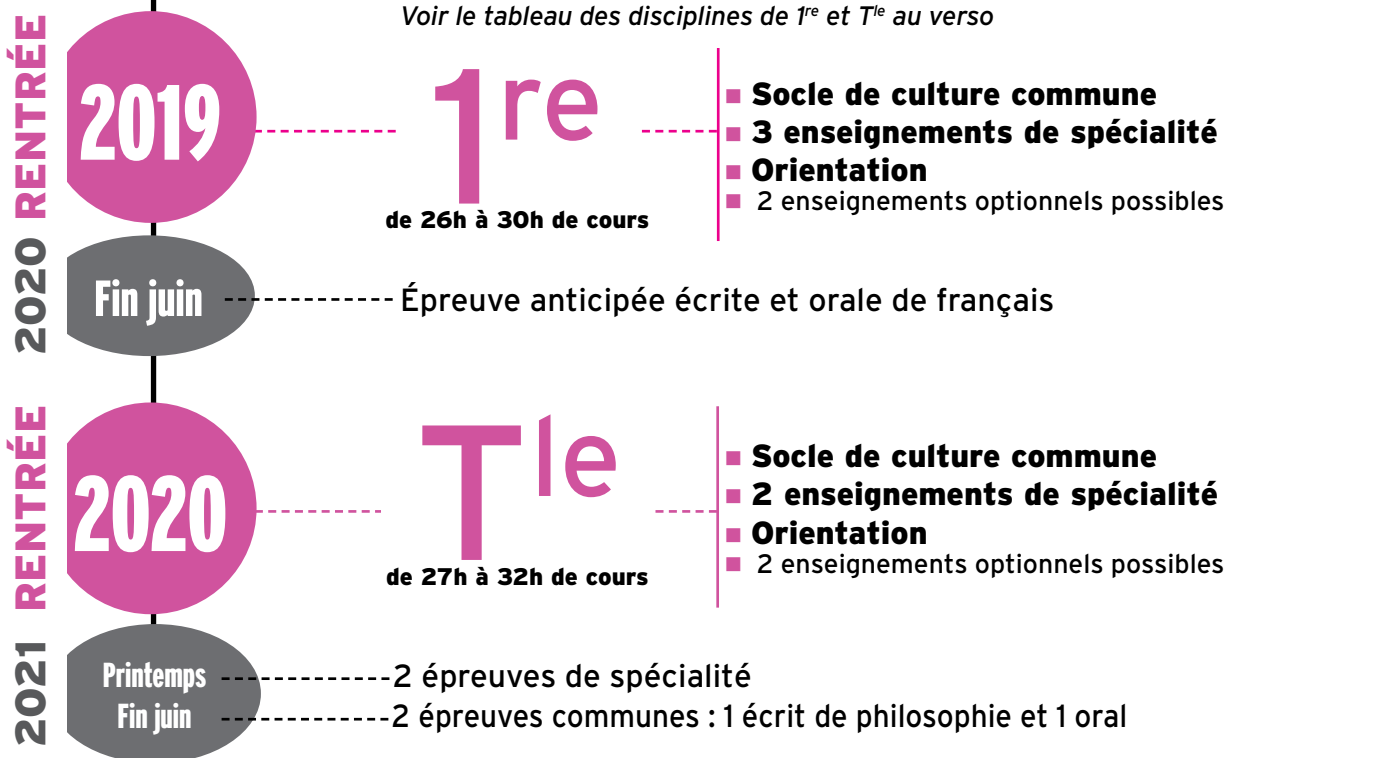 Voir le tableau des disciplines de 1re et Tle au verso
RENTRÉE
2019
1re
de 26h à 30h de cours
Socle de culture commune
3 enseignements de spécialité
Orientation
2 enseignements optionnels possibles
2020
Fin juin
Épreuve anticipée écrite et orale de français
RENTRÉE
2020
Tle
de 27h à 32h de cours
Socle de culture commune
2 enseignements de spécialité
Orientation
2 enseignements optionnels possibles
2021
Printemps
2 épreuves de spécialité
Fin juin
2 épreuves communes : 1 écrit de philosophie et 1 oral